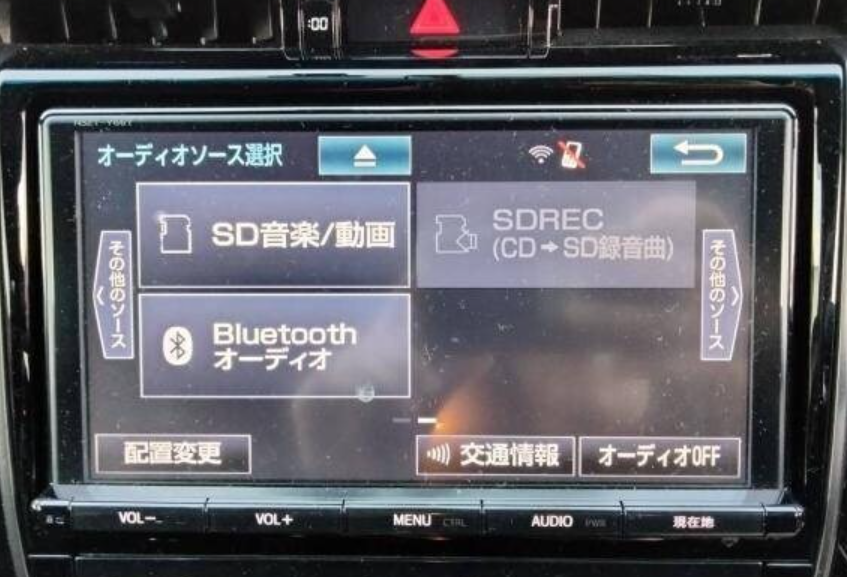 :00
オーディオソース選択
SD音楽/動画
SDREC
(CD➡SD録音曲)
その他のソース
その他のソース
Bluetooth
オーディオ
配置変更
交通情報
オーディオOFF
VOL−
VOL+
MENU CTRL
AUDIO PWR
現在地